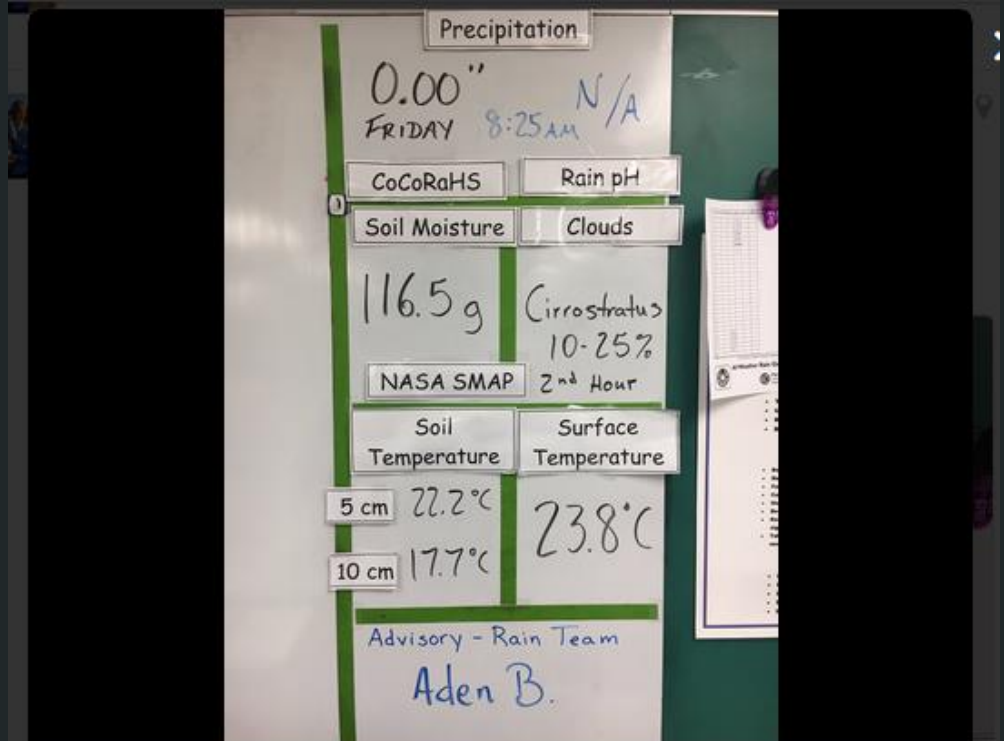 Precipitation
0.00" N/A
FRIDAY 8:25AM
CoCoRaHS Rain pH
Soil Moisture Clouds
116.5g Cirrostratus
10-25%
NASA SMAP 2nd Hour
Soil Temperature Surface Temperature
5 cm 22.2°C 23.8°C
10 cm 17.7°C
Advisory - Rain Team
Aden B.